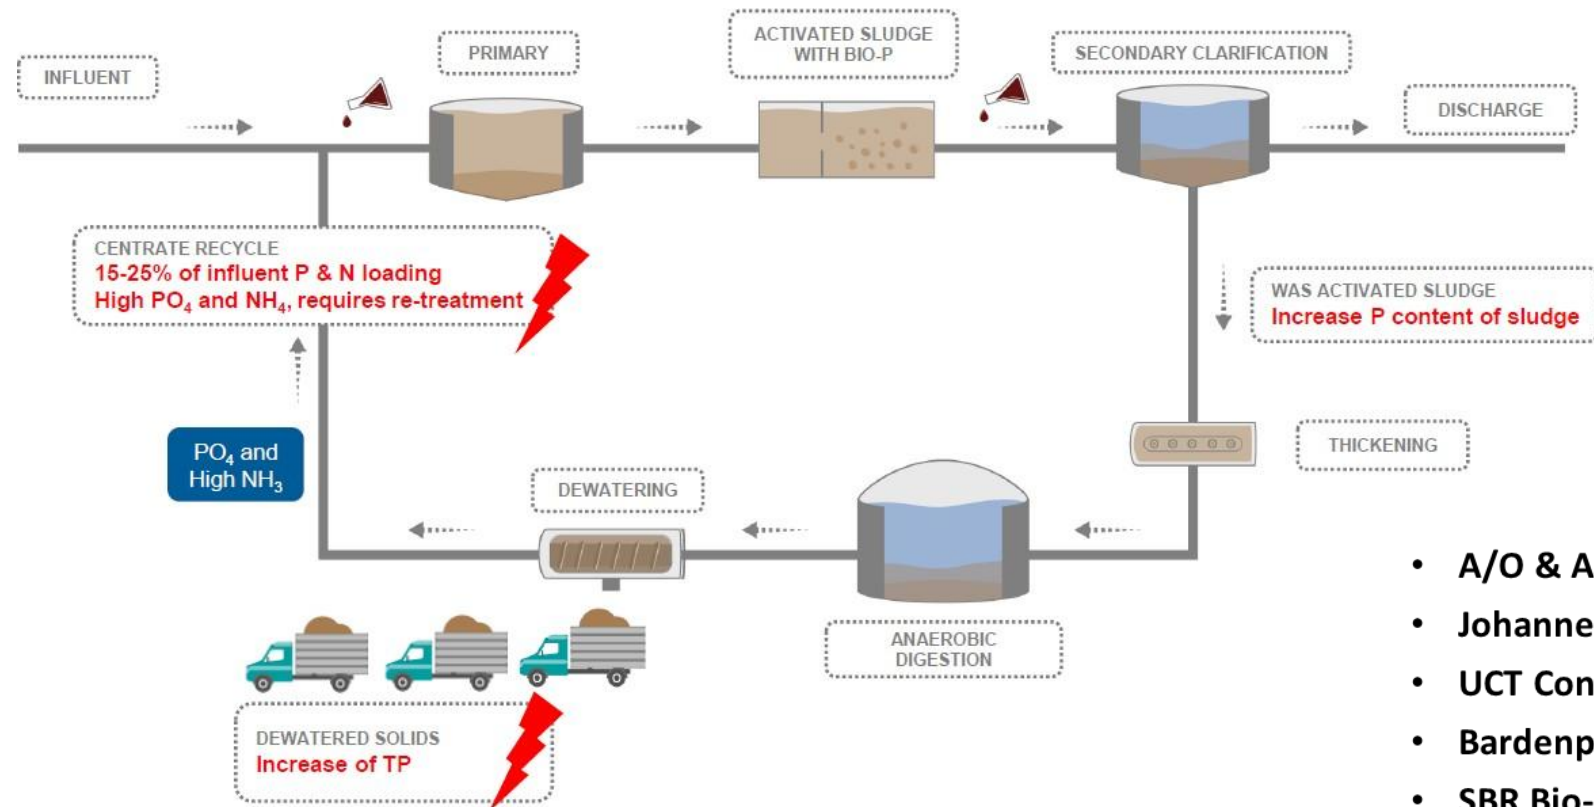 INFLUENT
PRIMARY
ACTIVATED SLUDGE
WITH BIO-P
SECONDARY CLARIFICATION
DISCHARGE
CENTRATE RECYCLE
15-25% of influent P & N loading
High PO₄ and NH₄, requires re-treatment
WAS ACTIVATED SLUDGE
Increase P content of sludge
PO₄ and
High NH₃
THICKENING
DEWATERING
ANAEROBIC
DIGESTION
DEWATERED SOLIDS
Increase of TP
• A/O & A
• Johanne
• UCT Con
• Bardenp
• SBR Bio-